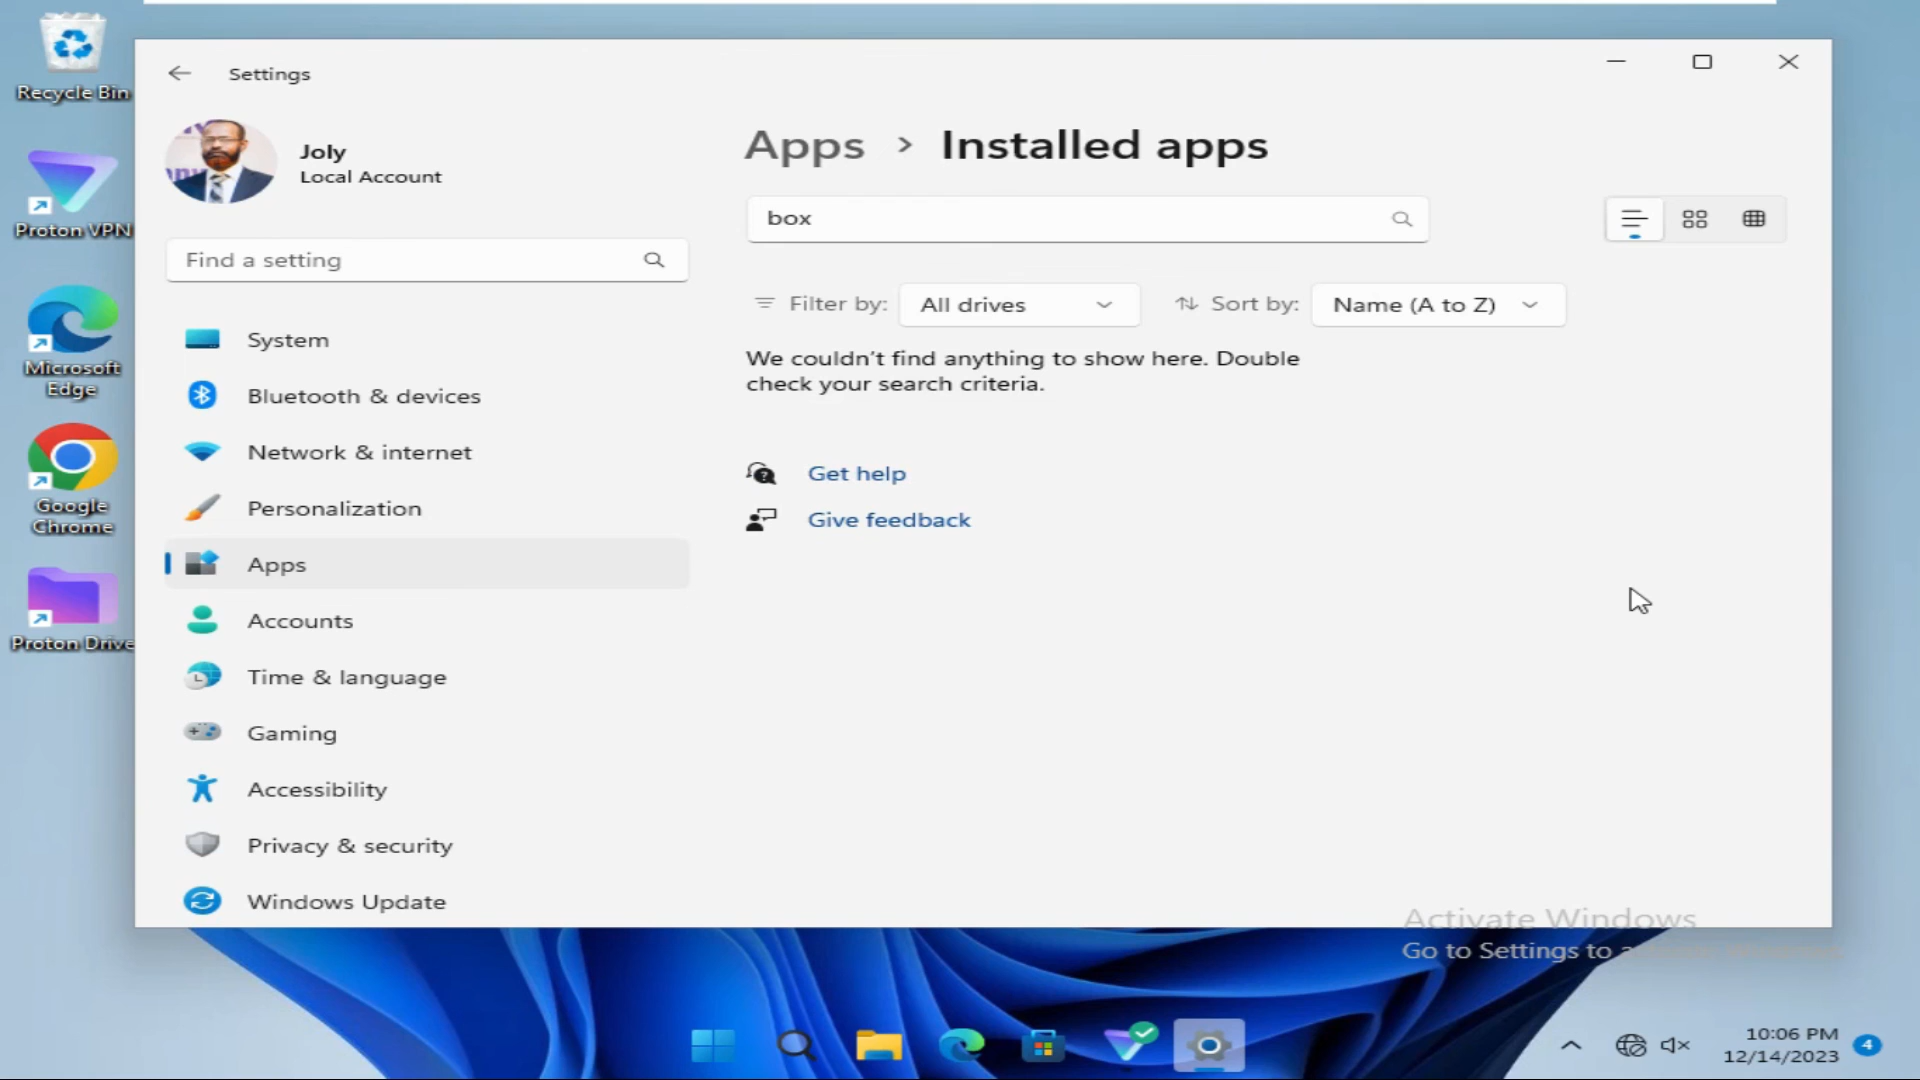 Recycle Bin
Proton VPN
Microsoft
Edge
Google
Chrome
Proton Drive
Settings
Joly
Local Account
Find a setting
System
Bluetooth & devices
Network & internet
Personalization
Apps
Accounts
Time & language
Gaming
Accessibility
Privacy & security
Windows Update
Apps > Installed apps
box
Filter by: All drives
Sort by: Name (A to Z)
We couldn't find anything to show here. Double
check your search criteria.
Get help
Give feedback
Activate Windows
Go to Settings to
10:06 PM
12/14/2023
4